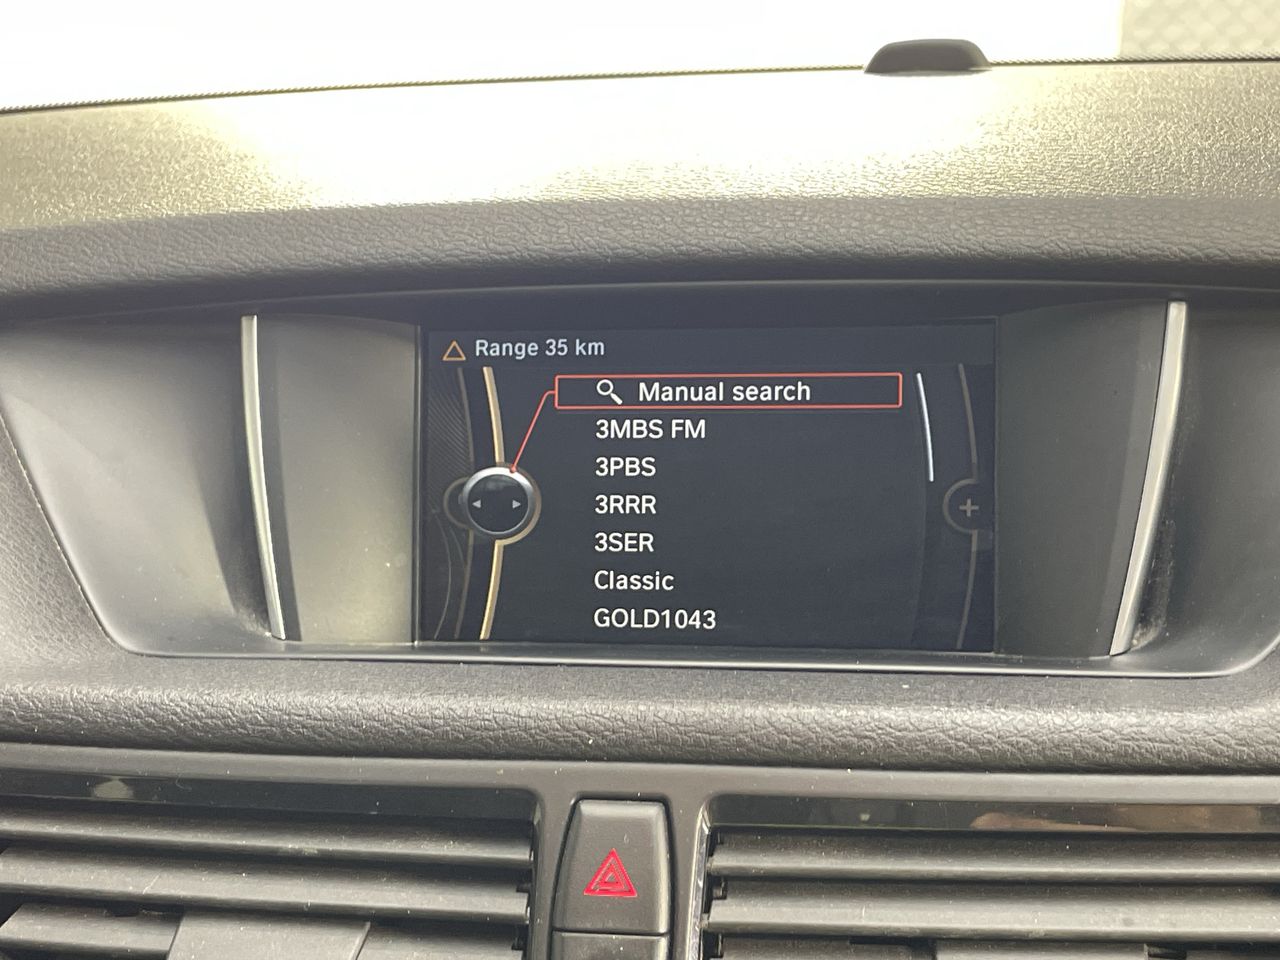 Range 35 km
Manual search
3MBS FM
3PBS
3RRR
3SER
Classic
GOLD1043